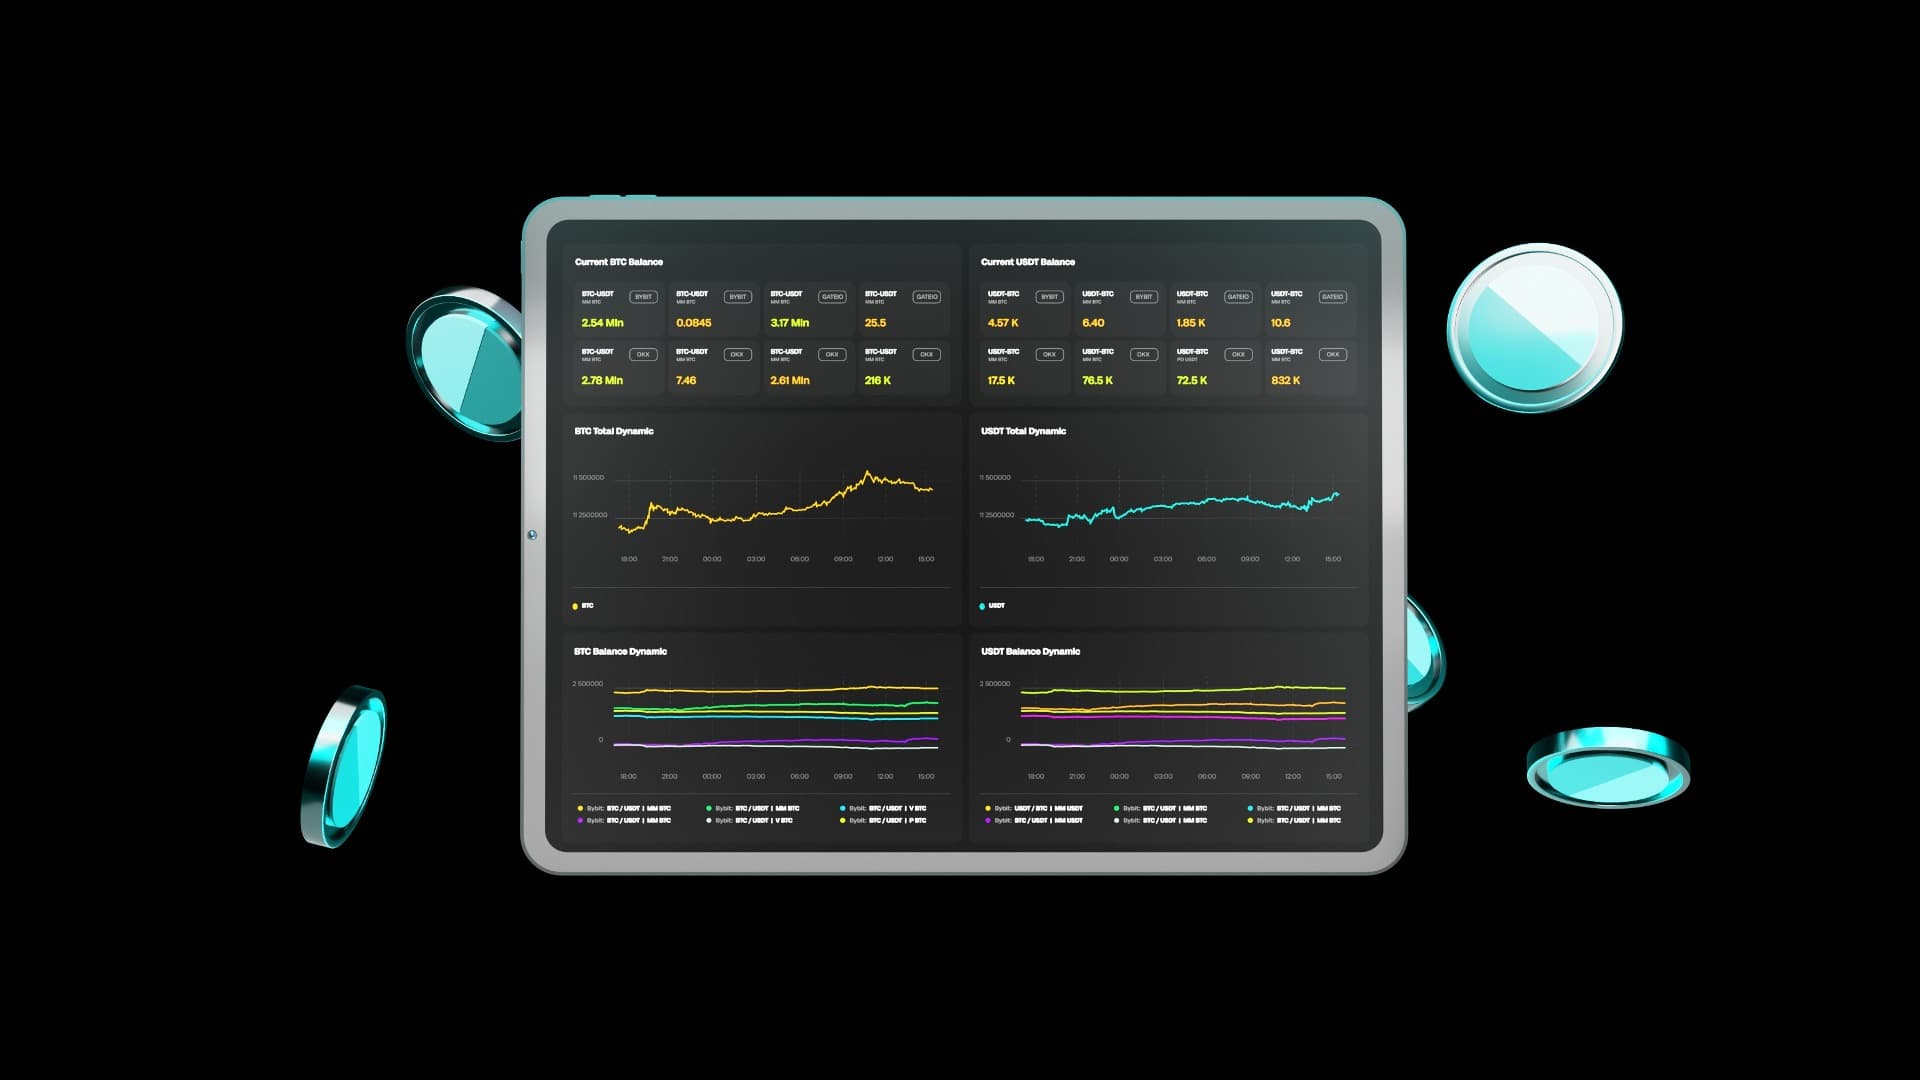 Current BTC Balance
BTC-USDT BYBIT BTC-USDT BYBIT BTC-USDT GATEIO BTC-USDT GATEIO
MM BTC MM BTC MM BTC MM BTC
2.54 Mln 0.0845 3.17 Mln 25.5
BTC-USDT OKX BTC-USDT OKX BTC-USDT OKX BTC-USDT OKX
MM BTC MM BTC MM BTC MM BTC
2.78 Mln 7.46 2.61 Mln 216 K
Current USDT Balance
USDT-BTC BYBIT USDT-BTC BYBIT USDT-BTC GATEIO USDT-BTC GATEIO
MM BTC MM BTC MM BTC MM BTC
4.57 K 6.40 1.85 K 10.6
USDT-BTC OKX USDT-BTC OKX USDT-BTC OKX USDT-BTC OKX
MM BTC MM BTC PD USDT MM BTC
17.5 K 76.5 K 72.5 K 832 K
BTC Total Dynamic
11 500000
11 2500000
18:00 21:00 00:00 03:00 06:00 09:00 12:00 15:00
BTC
USDT Total Dynamic
11 500000
11 2500000
18:00 21:00 00:00 03:00 06:00 09:00 12:00 15:00
USDT
BTC Balance Dynamic
2 500000
0
18:00 21:00 00:00 03:00 06:00 09:00 12:00 15:00
Bybit: BTC / USDT | MM BTC Bybit: BTC / USDT | MM BTC Bybit: BTC / USDT | V BTC
Bybit: BTC / USDT | MM BTC Bybit: BTC / USDT | V BTC Bybit: BTC / USDT | P BTC
USDT Balance Dynamic
2 500000
0
18:00 21:00 00:00 03:00 06:00 09:00 12:00 15:00
Bybit: USDT / BTC | MM USDT Bybit: BTC / USDT | MM BTC Bybit: BTC / USDT | MM BTC
Bybit: BTC / USDT | MM USDT Bybit: BTC / USDT | MM BTC Bybit: BTC / USDT | MM BTC